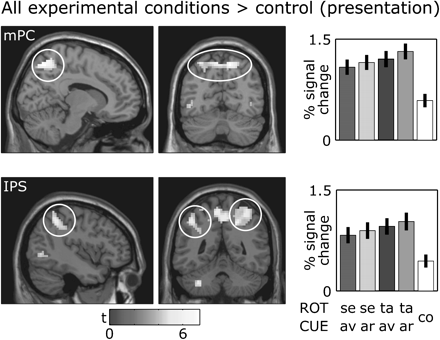 All experimental conditions > control (presentation)
mPC
1.5
% signal
change
0
IPS
1.5
% signal
change
0
t
0 6
ROT se se ta ta co
CUE av ar av ar